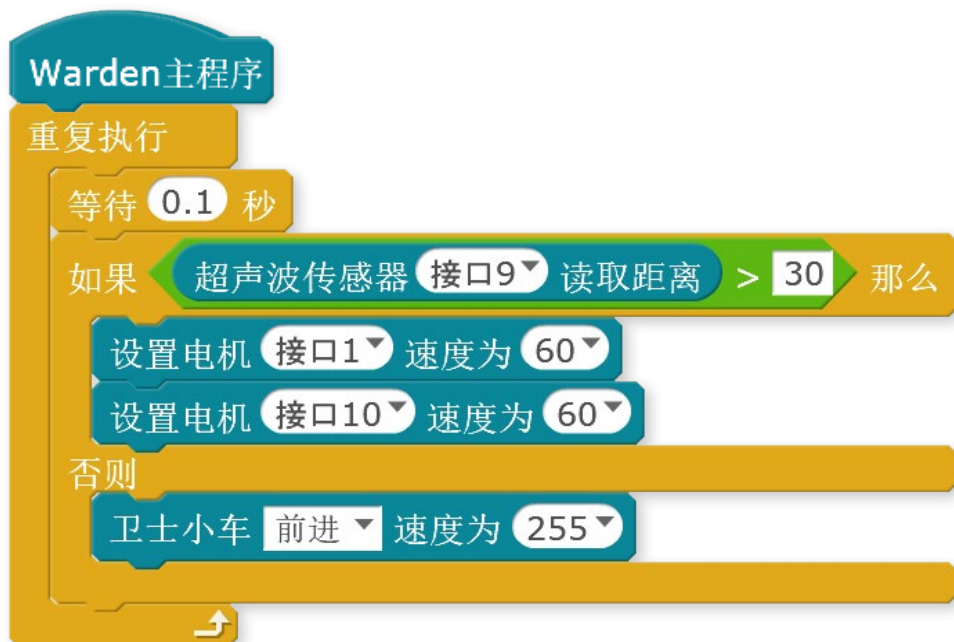 Warden主程序
重复执行
等待 0.1 秒
如果 超声波传感器 接口9 读取距离 > 30 那么
设置电机 接口1 速度为 60
设置电机 接口10 速度为 60
否则
卫士小车 前进 速度为 255